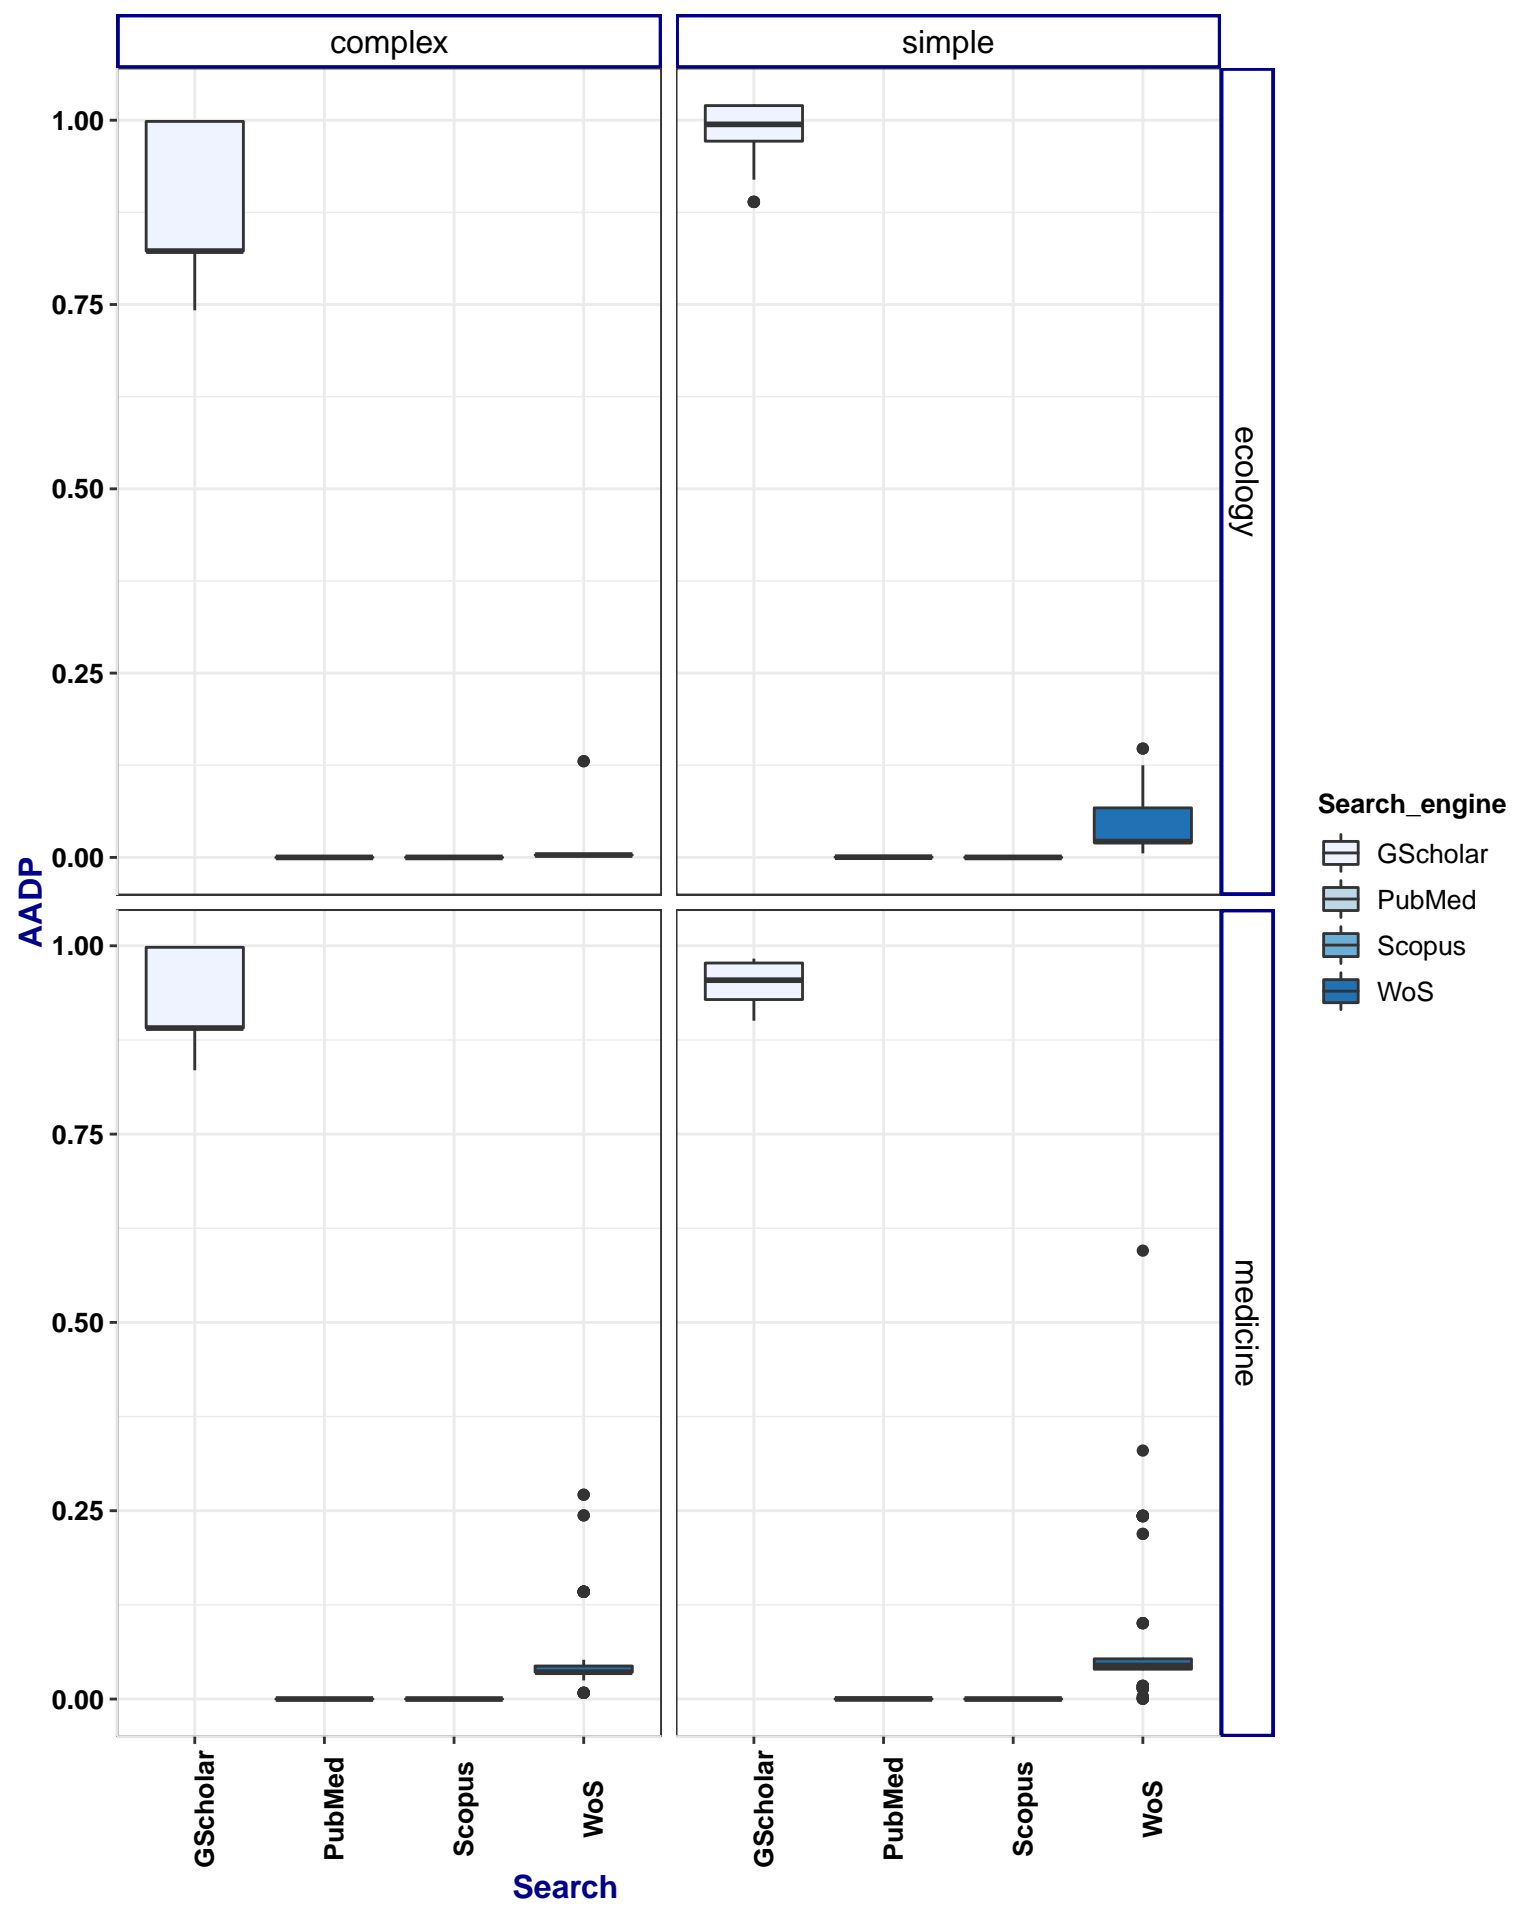 complex
simple
1.00
0.75
0.50
0.25
0.00
ecology
1.00
0.75
0.50
0.25
0.00
medicine
AADP
GScholar
PubMed
Scopus
WoS
GScholar
PubMed
Scopus
WoS
Search
Search_engine
GScholar
PubMed
Scopus
WoS